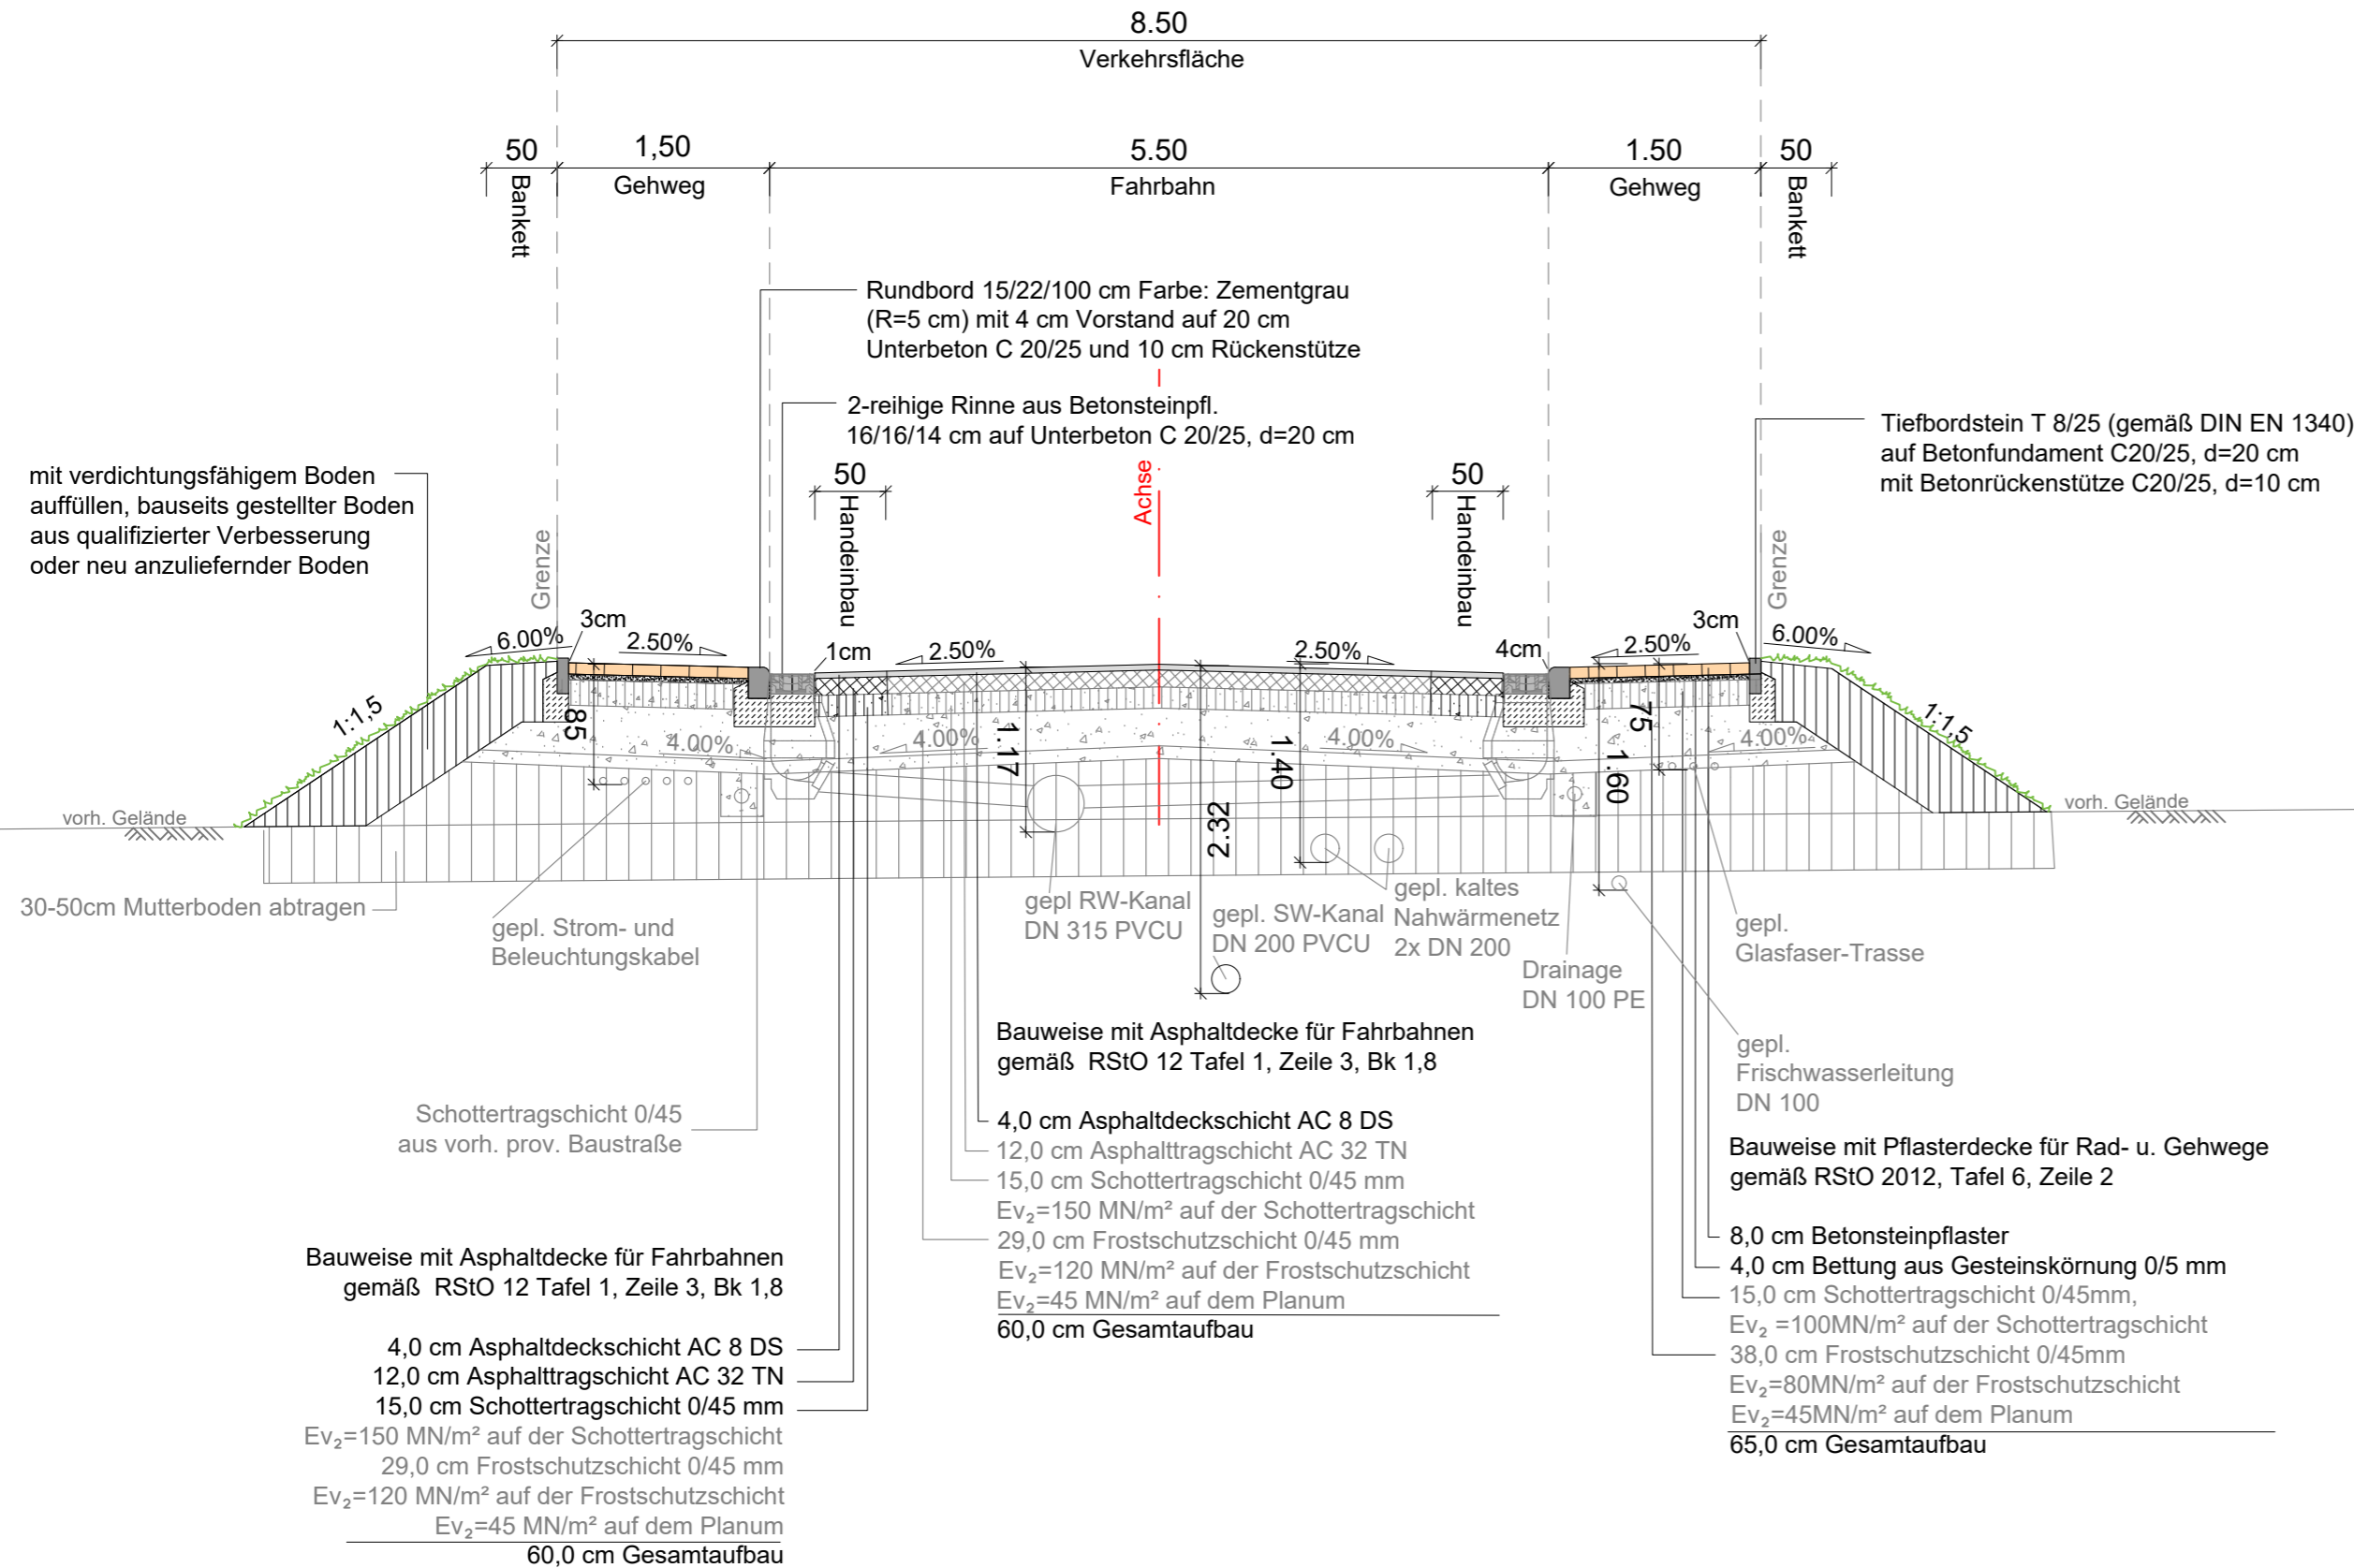 8.50
Verkehrsfläche
50
Bankett
1,50
Gehweg
5.50
Fahrbahn
1.50
Gehweg
50
Bankett
Rundbord 15/22/100 cm Farbe: Zementgrau
(R=5 cm) mit 4 cm Vorstand auf 20 cm
Unterbeton C 20/25 und 10 cm Rückenstütze
2-reihige Rinne aus Betonsteinpfl.
16/16/14 cm auf Unterbeton C 20/25, d=20 cm
Tiefbordstein T 8/25 (gemäß DIN EN 1340)
auf Betonfundament C20/25, d=20 cm
mit Betonrückenstütze C20/25, d=10 cm
mit verdichtungsfähigem Boden
auffüllen, bauseits gestellter Boden
aus qualifizierter Verbesserung
oder neu anzuliefernder Boden
Grenze
50
Handeinbau
Achse
50
Handeinbau
Grenze
6.00%
3cm
2.50%
1cm
2.50%
2.50%
4cm
2.50%
3cm
6.00%
1:1,5
85
4.00%
4.00%
1.17
1.40
4.00%
75
1.60
4.00%
1:1,5
2.32
vorh. Gelände
vorh. Gelände
30-50cm Mutterboden abtragen
gepl. Strom- und
Beleuchtungskabel
gepl RW-Kanal
DN 315 PVCU
gepl. SW-Kanal
DN 200 PVCU
gepl. kaltes
Nahwärmenetz
2x DN 200
Drainage
DN 100 PE
gepl.
Glasfaser-Trasse
gepl.
Frischwasserleitung
DN 100
Schottertragschicht 0/45
aus vorh. prov. Baustraße
Bauweise mit Asphaltdecke für Fahrbahnen
gemäß RStO 12 Tafel 1, Zeile 3, Bk 1,8
4,0 cm Asphaltdeckschicht AC 8 DS
12,0 cm Asphalttragschicht AC 32 TN
15,0 cm Schottertragschicht 0/45 mm
Ev₂=150 MN/m² auf der Schottertragschicht
29,0 cm Frostschutzschicht 0/45 mm
Ev₂=120 MN/m² auf der Frostschutzschicht
Ev₂=45 MN/m² auf dem Planum
60,0 cm Gesamtaufbau
Bauweise mit Asphaltdecke für Fahrbahnen
gemäß RStO 12 Tafel 1, Zeile 3, Bk 1,8
4,0 cm Asphaltdeckschicht AC 8 DS
12,0 cm Asphalttragschicht AC 32 TN
15,0 cm Schottertragschicht 0/45 mm
Ev₂=150 MN/m² auf der Schottertragschicht
29,0 cm Frostschutzschicht 0/45 mm
Ev₂=120 MN/m² auf der Frostschutzschicht
Ev₂=45 MN/m² auf dem Planum
60,0 cm Gesamtaufbau
Bauweise mit Pflasterdecke für Rad- u. Gehwege
gemäß RStO 2012, Tafel 6, Zeile 2
8,0 cm Betonsteinpflaster
4,0 cm Bettung aus Gesteinskörnung 0/5 mm
15,0 cm Schottertragschicht 0/45mm,
Ev₂ =100MN/m² auf der Schottertragschicht
38,0 cm Frostschutzschicht 0/45mm
Ev₂=80MN/m² auf der Frostschutzschicht
Ev₂=45MN/m² auf dem Planum
65,0 cm Gesamtaufbau